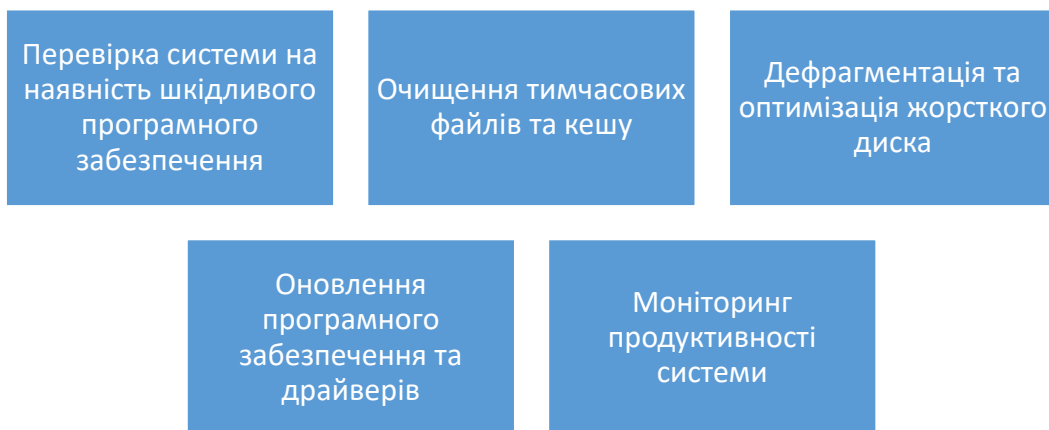 Перевірка системи на
наявність шкідливого
програмного
забезпечення
Очищення тимчасових
файлів та кешу
Дефрагментація та
оптимізація жорсткого
диска
Оновлення
програмного
забезпечення та
драйверів
Моніторинг
продуктивності
системи